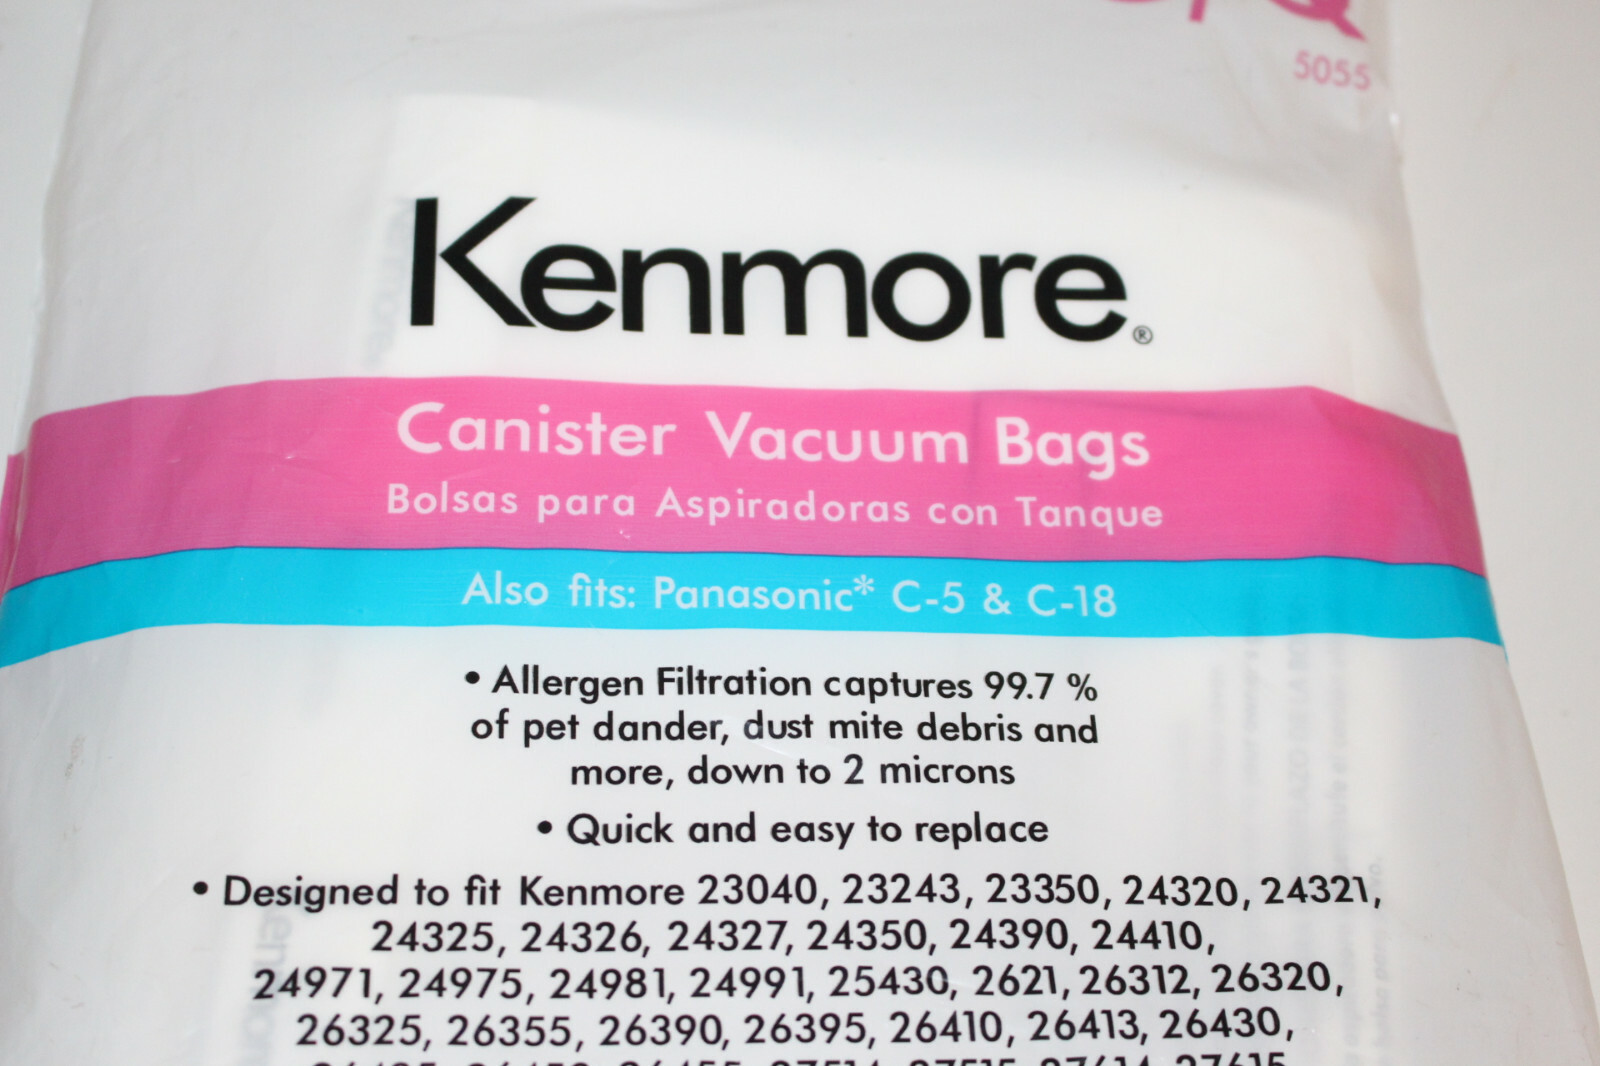 5055
Kenmore®
Canister Vacuum Bags
Bolsas para Aspiradoras con Tanque
Also fits: Panasonic* C-5 & C-18
• Allergen Filtration captures 99.7 %
of pet dander, dust mite debris and
more, down to 2 microns
• Quick and easy to replace
• Designed to fit Kenmore 23040, 23243, 23350, 24320, 24321,
24325, 24326, 24327, 24350, 24390, 24410,
24971, 24975, 24981, 24991, 25430, 2621, 26312, 26320,
26325, 26355, 26390, 26395, 26410, 26413, 26430,